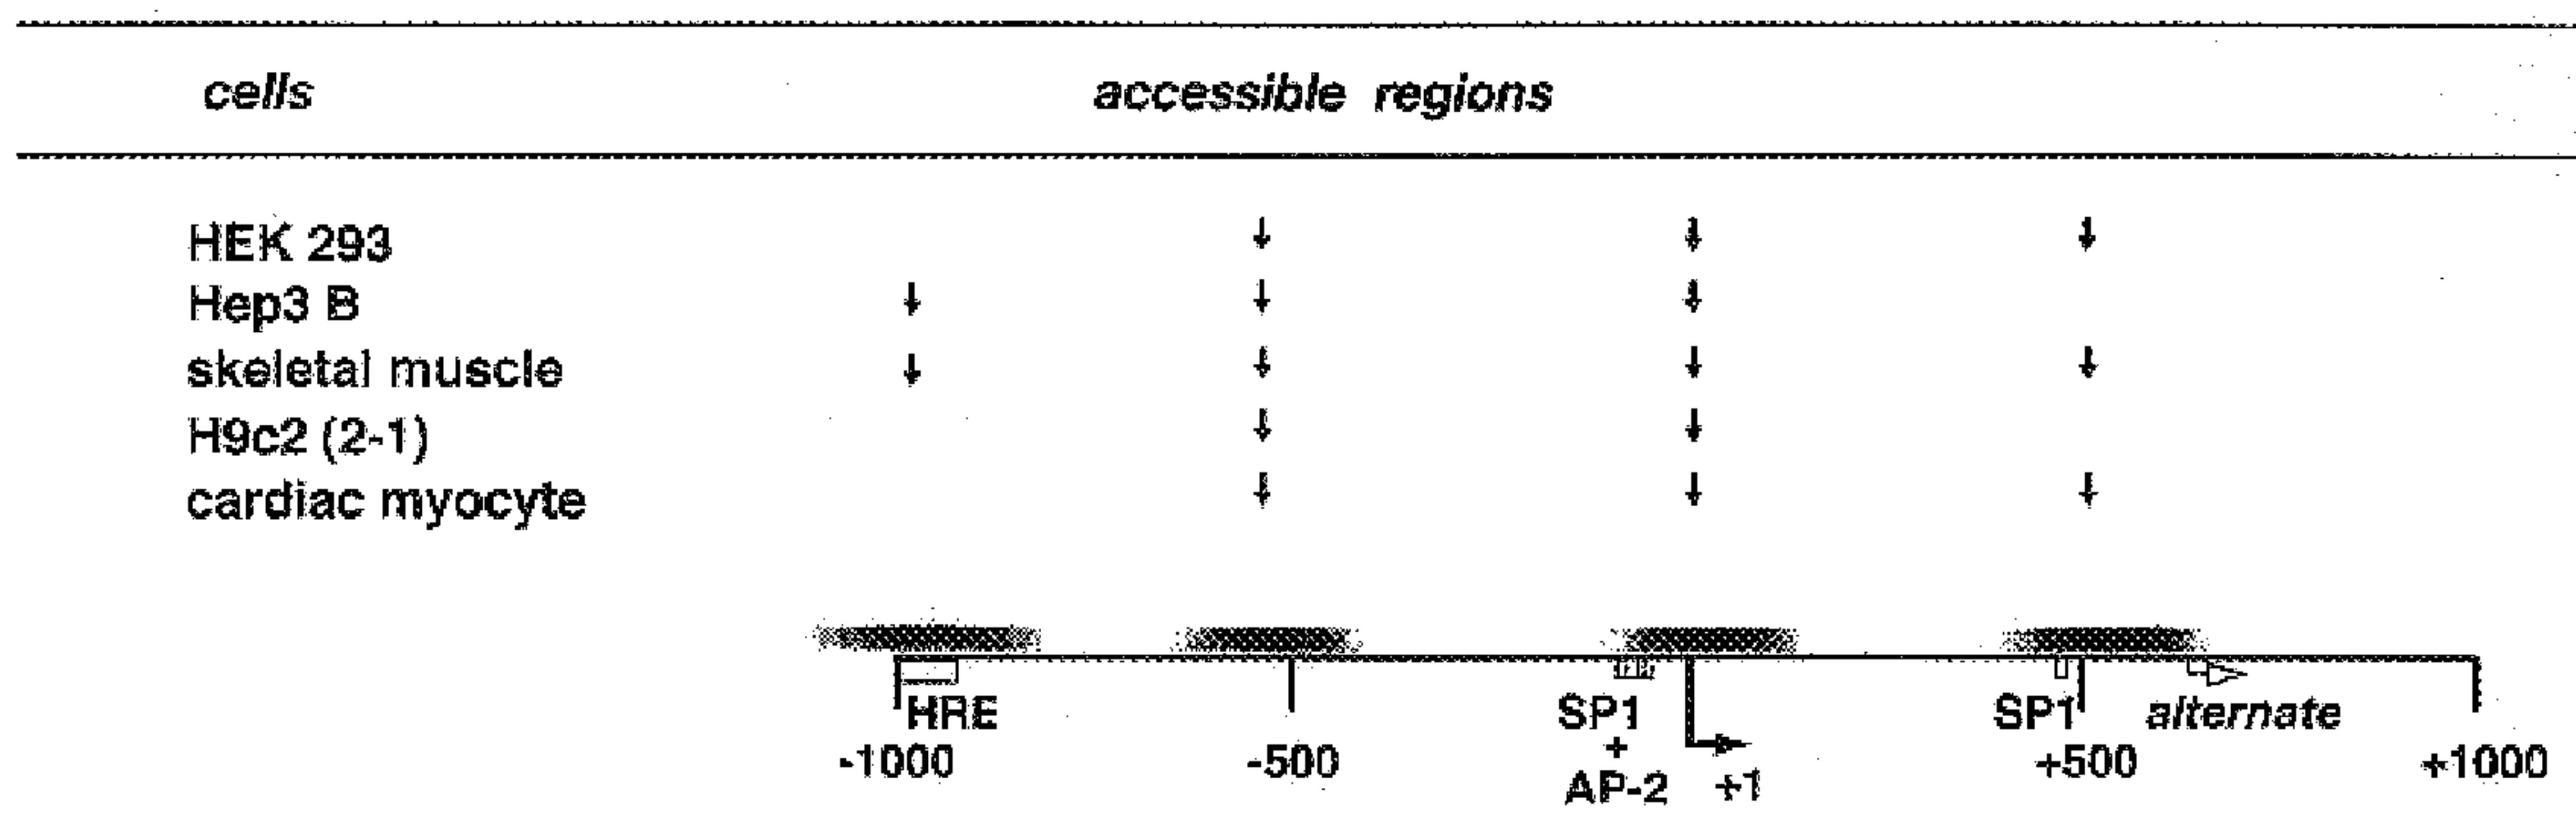 cells accessible regions
HEK 293
Hep3 B
skeletal muscle
H9c2 (2-1)
cardiac myocyte
HRE SP1 SP1 alternate
+
-1000 -500 +500 +1000
AP-2 +1